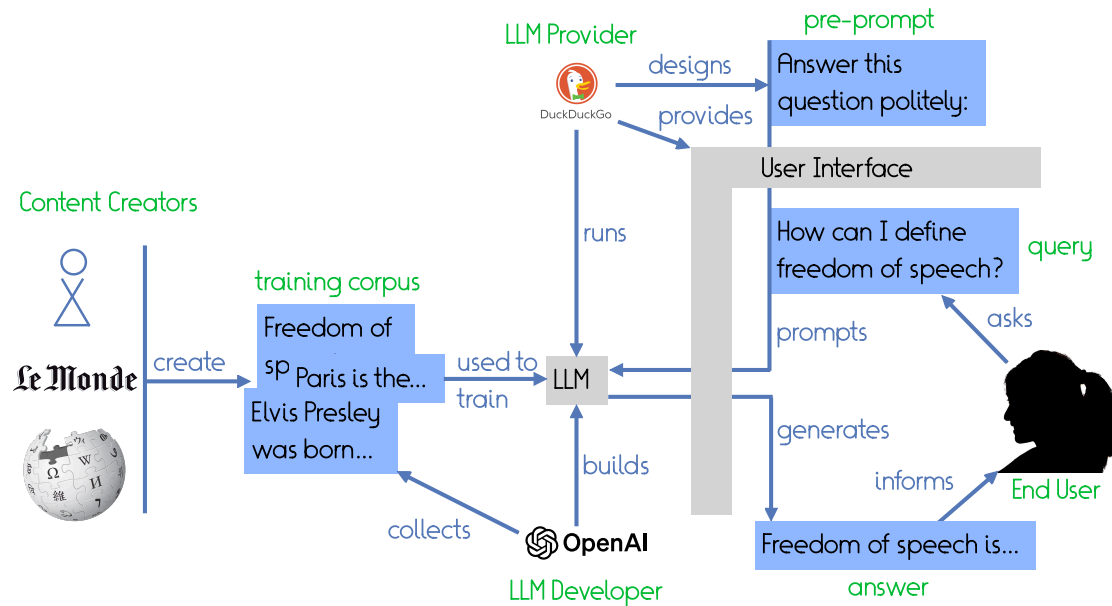 LLM Provider
DuckDuckGo
designs
provides
runs
pre-prompt
Answer this
question politely:
User Interface
How can I define
freedom of speech?
query
asks
prompts
Content Creators
Le Monde
Ω
W
И
維
create
training corpus
Freedom of
sp
Paris is the...
Elvis Presley
was born...
used to
train
LLM
builds
collects
OpenAI
LLM Developer
generates
informs
End User
Freedom of speech is...
answer